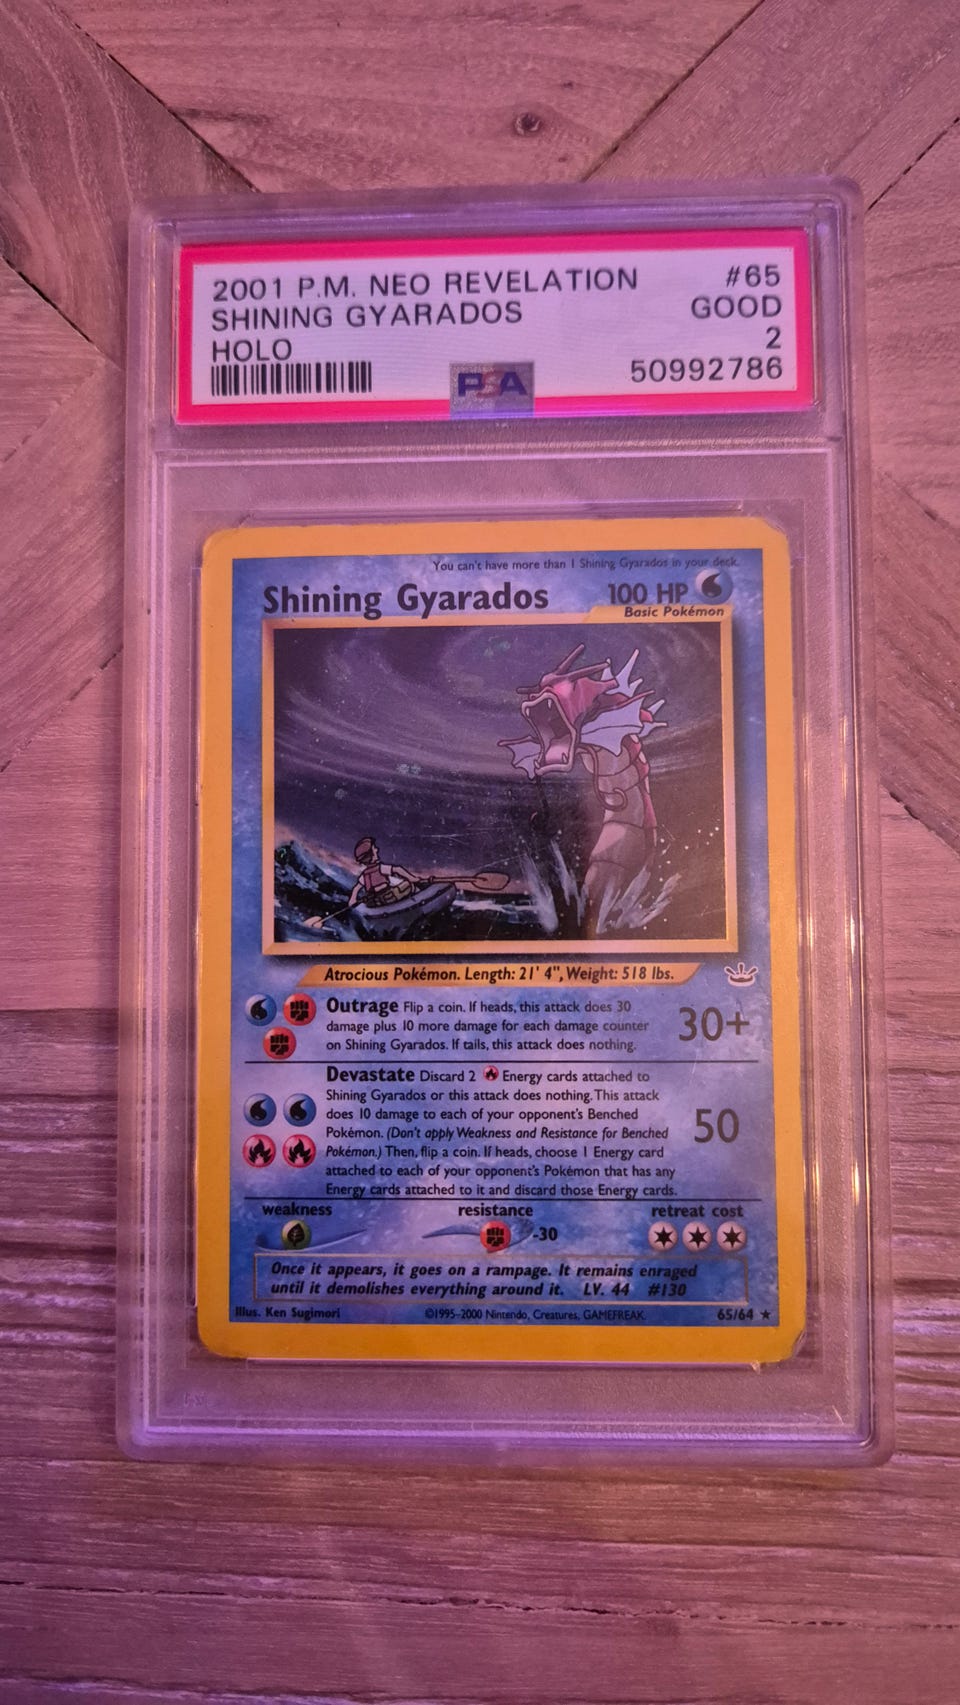 2001 P.M. NEO REVELATION #65
SHINING GYARADOS GOOD
HOLO 2
50992786
PSA
You can't have more than 1 Shining Gyarados in your deck.
Shining Gyarados 100 HP
Basic Pokémon
Atrocious Pokémon. Length: 21' 4", Weight: 518 lbs.
Outrage Flip a coin. If heads, this attack does 30
damage plus 10 more damage for each damage counter
on Shining Gyarados. If tails, this attack does nothing.
30+
Devastate Discard 2 Energy cards attached to
Shining Gyarados or this attack does nothing. This attack
does 10 damage to each of your opponent's Benched
Pokémon. (Don't apply Weakness and Resistance for Benched
Pokémon.) Then, flip a coin. If heads, choose 1 Energy card
attached to each of your opponent's Pokémon that has any
Energy cards attached to it and discard those Energy cards.
50
weakness resistance retreat cost
-30
Once it appears, it goes on a rampage. It remains enraged
until it demolishes everything around it. LV. 44 #130
Illus. Ken Sugimori ©1995-2000 Nintendo, Creatures, GAMEFREAK. 65/64 ★